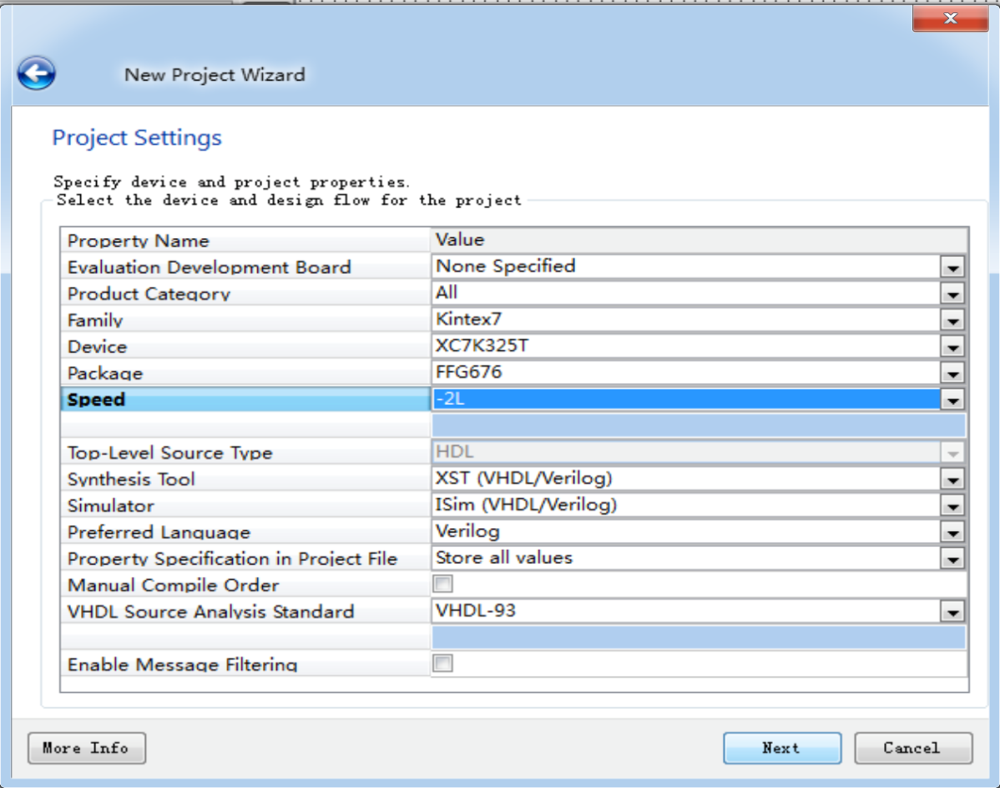 New Project Wizard
Project Settings
Specify device and project properties.
Select the device and design flow for the project
Property Name Value
Evaluation Development Board None Specified
Product Category All
Family Kintex7
Device XC7K325T
Package FFG676
Speed -2L
Top-Level Source Type HDL
Synthesis Tool XST (VHDL/Verilog)
Simulator ISim (VHDL/Verilog)
Preferred Language Verilog
Property Specification in Project File Store all values
Manual Compile Order
VHDL Source Analysis Standard VHDL-93
Enable Message Filtering
More Info Next Cancel